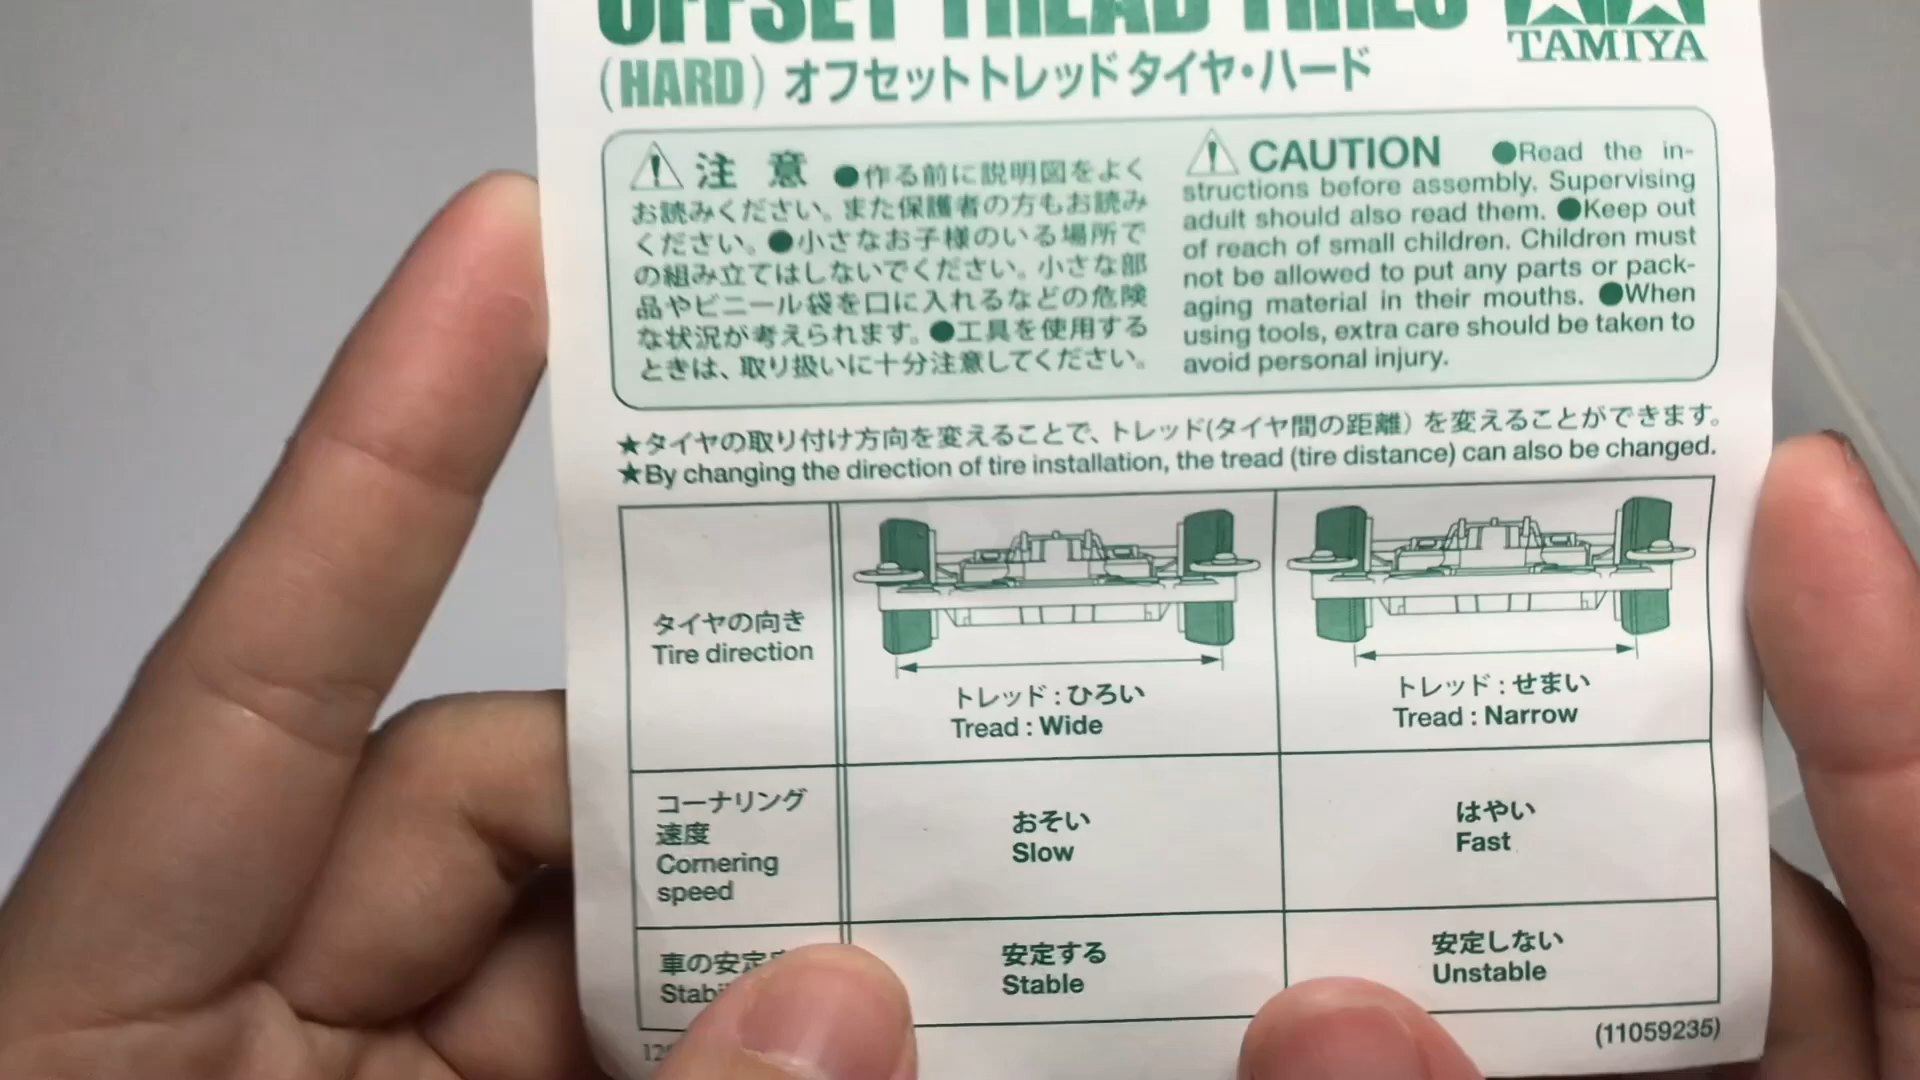 OFFSET TREAD TIRES
TAMIYA
(HARD) オフセットトレッドタイヤ・ハード
注 意 ●作る前に説明図をよく
お読みください。また保護者の方もお読み
ください。●小さなお子様のいる場所で
の組み立てはしないでください。小さな部
品やビニール袋を口に入れるなどの危険
な状況が考えられます。●工具を使用する
ときは、取り扱いに十分注意してください。
CAUTION ●Read the in-
structions before assembly. Supervising
adult should also read them. ●Keep out
of reach of small children. Children must
not be allowed to put any parts or pack-
aging material in their mouths. ●When
using tools, extra care should be taken to
avoid personal injury.
★タイヤの取り付け方向を変えることで、トレッド(タイヤ間の距離) を変えることができます。
★By changing the direction of tire installation, the tread (tire distance) can also be changed.
タイヤの向き
Tire direction
トレッド : ひろい
Tread : Wide
トレッド : せまい
Tread : Narrow
コーナリング
速度
Cornering
speed
おそい
Slow
はやい
Fast
車の安定
安定する
Stable
安定しない
Unstable
(11059235)